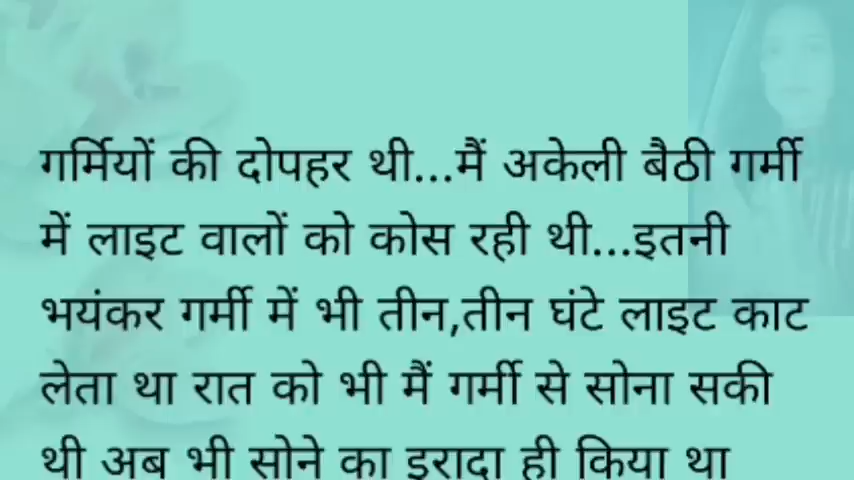 गर्मियों की दोपहर थी...मैं अकेली बैठी गर्मी
में लाइट वालों को कोस रही थी...इतनी
भयंकर गर्मी में भी तीन,तीन घंटे लाइट काट
लेता था रात को भी मैं गर्मी से सोना सकी
थी अब भी सोने का इरादा ही किया था